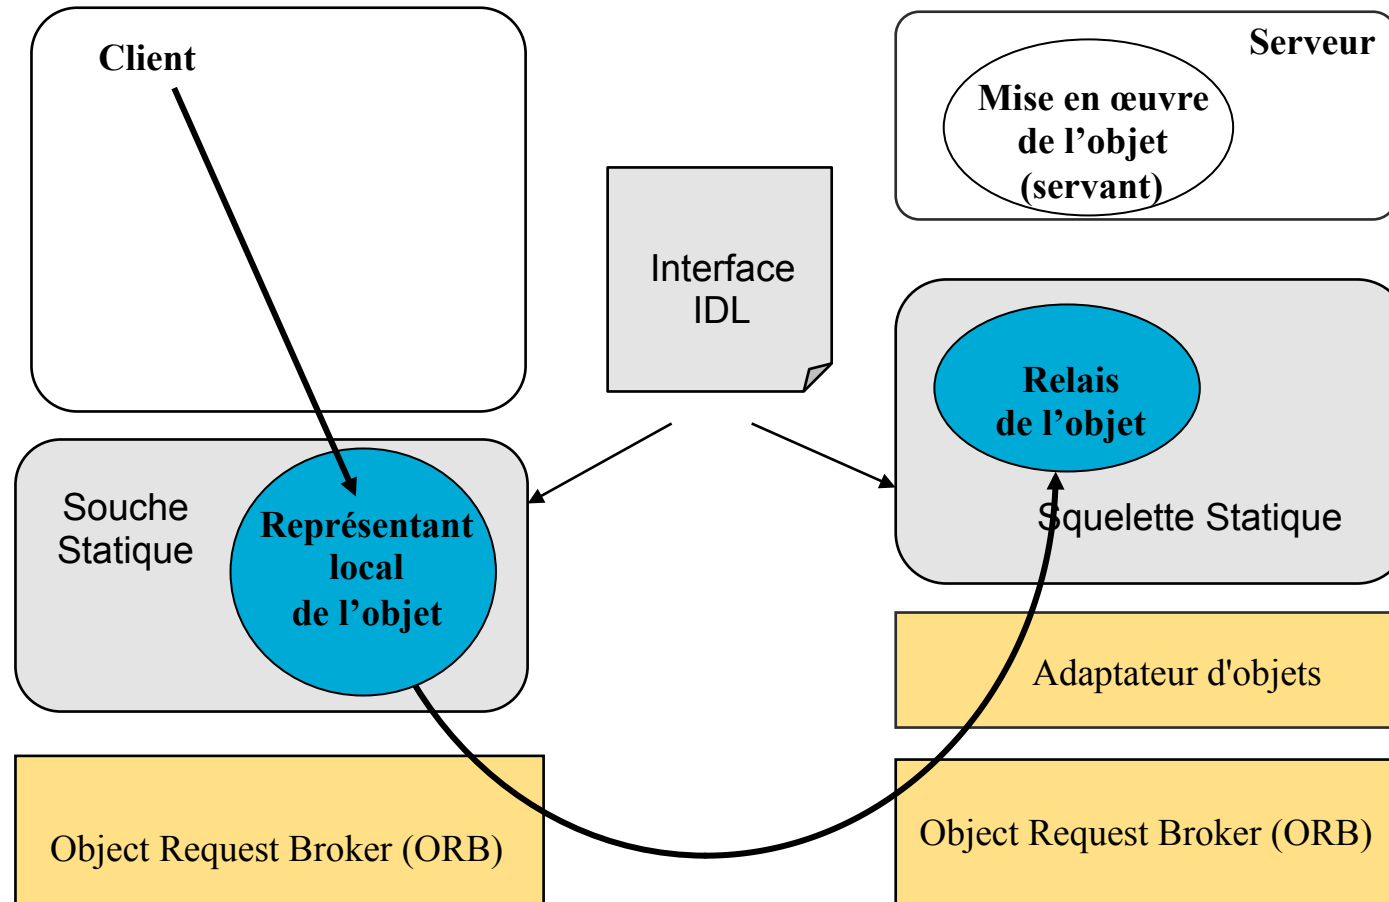 Client
Serveur
Mise en œuvre
de l’objet
(servant)
Interface
IDL
Relais
de l’objet
Squelette Statique
Souche
Statique
Représentant
local
de l’objet
Adaptateur d'objets
Object Request Broker (ORB)
Object Request Broker (ORB)